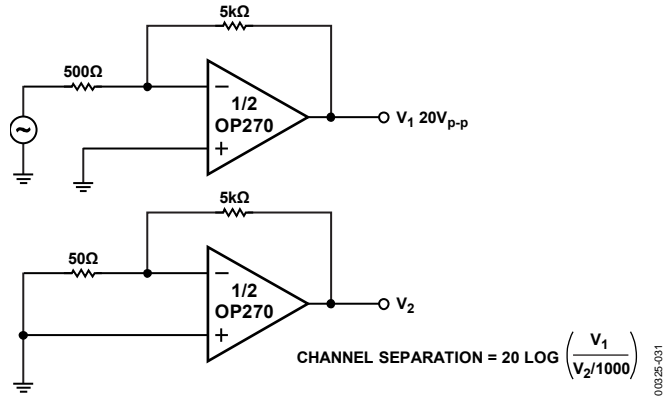 5kΩ
500Ω
−
1/2
OP270
+
V1 20Vp-p
~
5kΩ
50Ω
−
1/2
OP270
+
V2
CHANNEL SEPARATION = 20 LOG (V1 / V2/1000)
00325-031